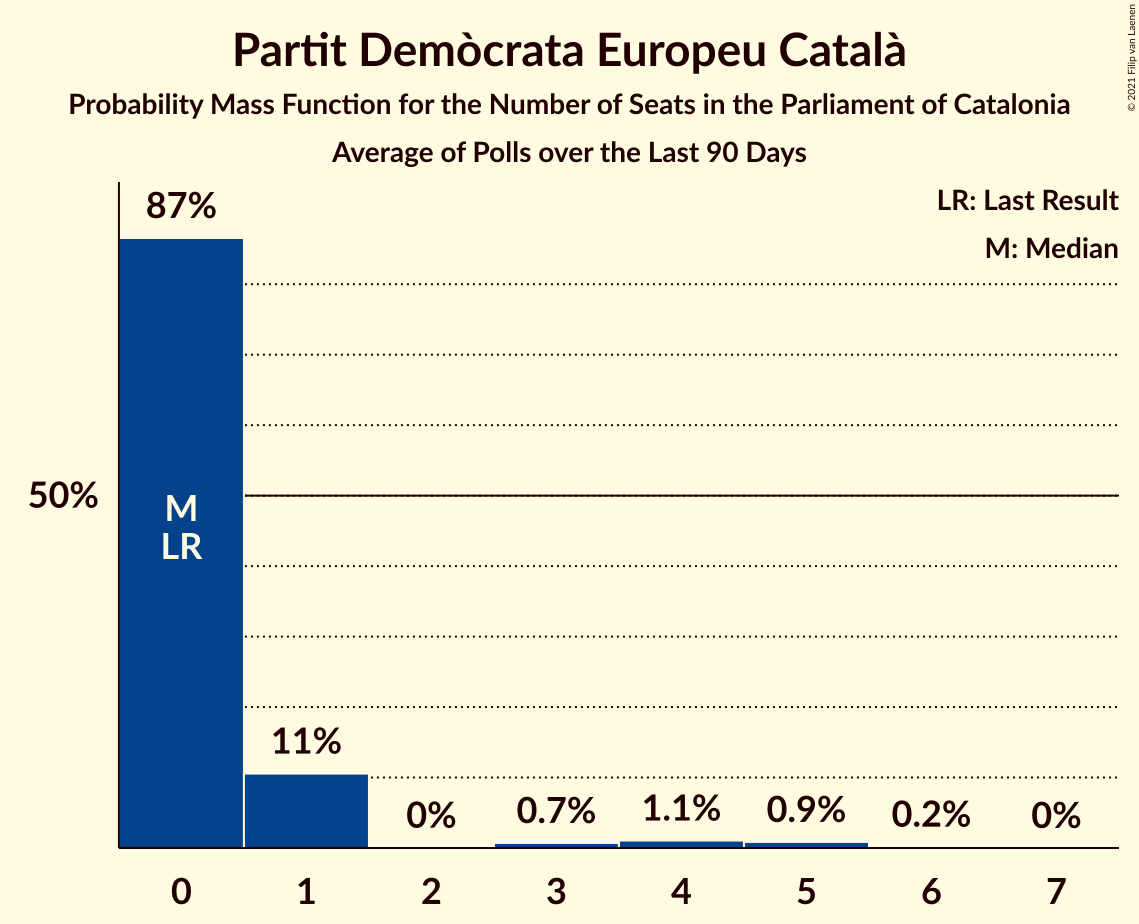 Partit Demòcrata Europeu Català
Probability Mass Function for the Number of Seats in the Parliament of Catalonia
Average of Polls over the Last 90 Days
© 2021 Filip van Laenen
LR: Last Result
M: Median
87%
50%
M
LR
11%
0%
0.7%
1.1%
0.9%
0.2%
0%
0 1 2 3 4 5 6 7